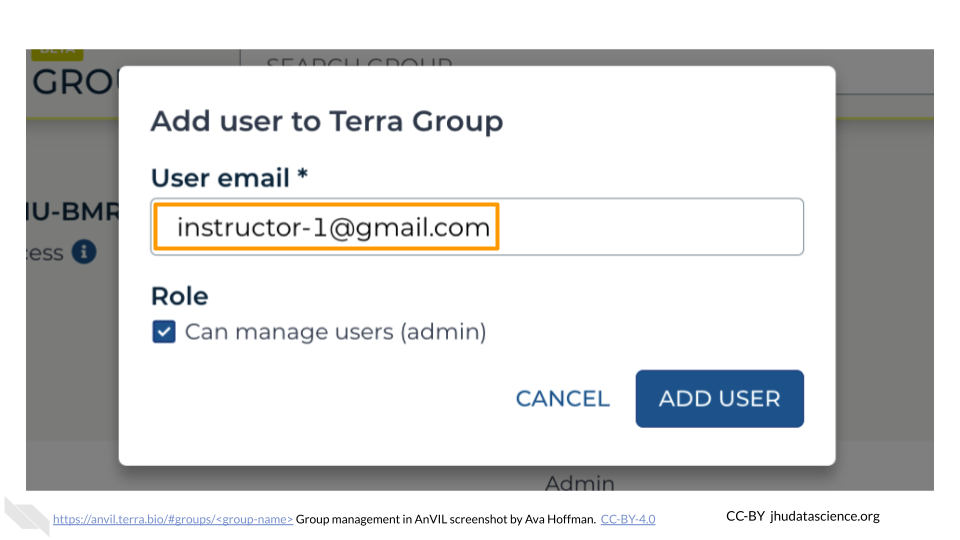 BETA
GRO
SEARCH GROUP
Add user to Terra Group
User email *
IU-BMR
instructor-1@gmail.com
cess
Role
Can manage users (admin)
CANCEL
ADD USER
Admin
https://anvil.terra.bio/#groups/<group-name> Group management in AnVIL screenshot by Ava Hoffman. CC-BY-4.0
CC-BY jhudatascience.org